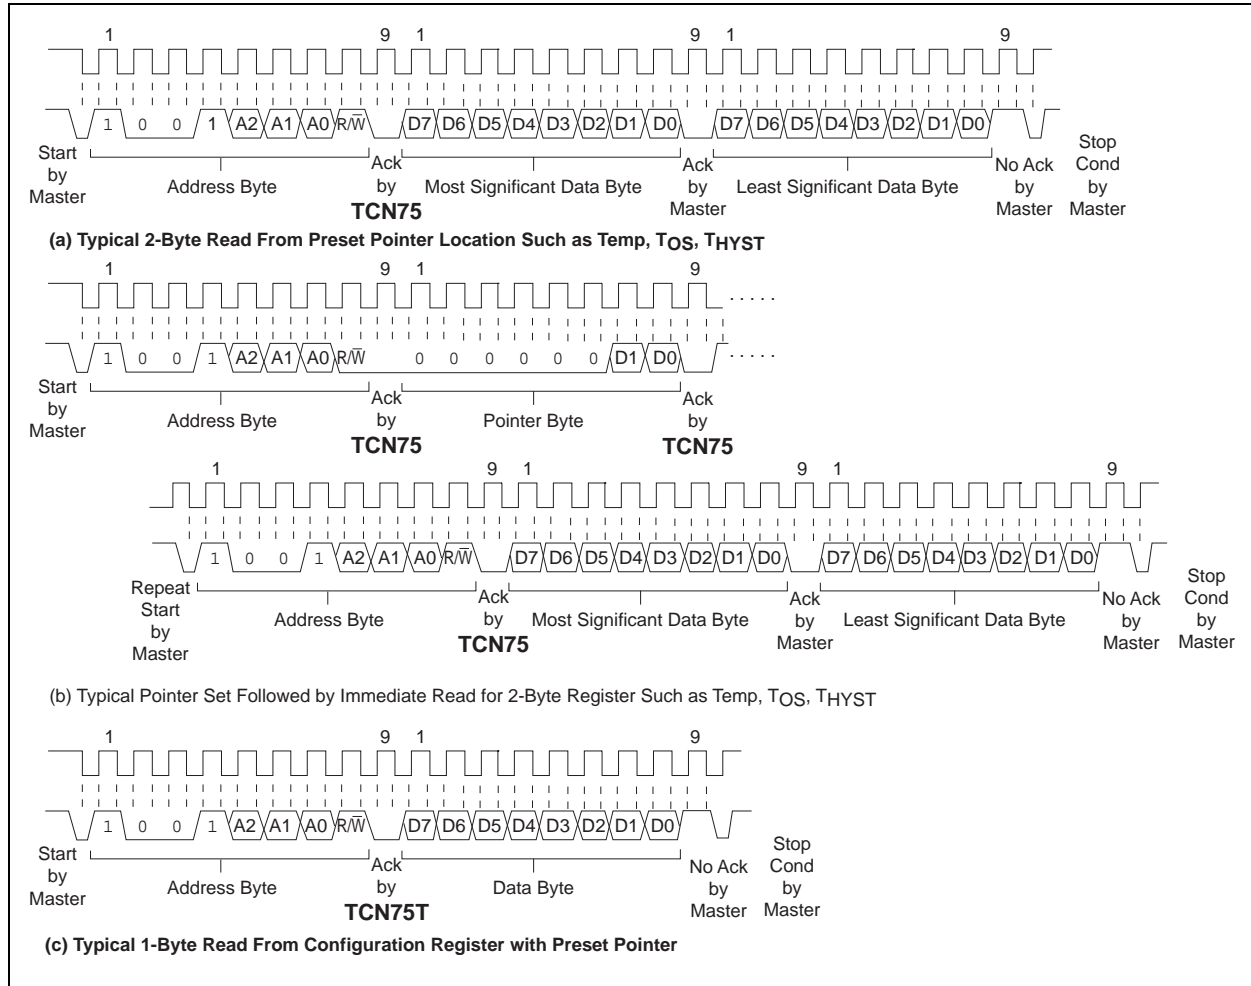 1 9 1 9 1 9
1 0 0 1 A2 A1 A0 R/W̅ D7 D6 D5 D4 D3 D2 D1 D0 D7 D6 D5 D4 D3 D2 D1 D0
Start by Master
Address Byte
Ack by TCN75
Most Significant Data Byte
Ack by Master
Least Significant Data Byte
No Ack by Master
Stop Cond by Master
(a) Typical 2-Byte Read From Preset Pointer Location Such as Temp, TOS, THYST
1 9 1 9
.....
1 0 0 1 A2 A1 A0 R/W̅ 0 0 0 0 0 0 D1 D0
.....
Start by Master
Address Byte
Ack by TCN75
Pointer Byte
Ack by TCN75
1 9 1 9 1 9
1 0 0 1 A2 A1 A0 R/W̅ D7 D6 D5 D4 D3 D2 D1 D0 D7 D6 D5 D4 D3 D2 D1 D0
Repeat Start by Master
Address Byte
Ack by TCN75
Most Significant Data Byte
Ack by Master
Least Significant Data Byte
No Ack by Master
Stop Cond by Master
(b) Typical Pointer Set Followed by Immediate Read for 2-Byte Register Such as Temp, TOS, THYST
1 9 1 9
1 0 0 1 A2 A1 A0 R/W̅ D7 D6 D5 D4 D3 D2 D1 D0
Start by Master
Address Byte
Ack by TCN75T
Data Byte
No Ack by Master
Stop Cond by Master
(c) Typical 1-Byte Read From Configuration Register with Preset Pointer